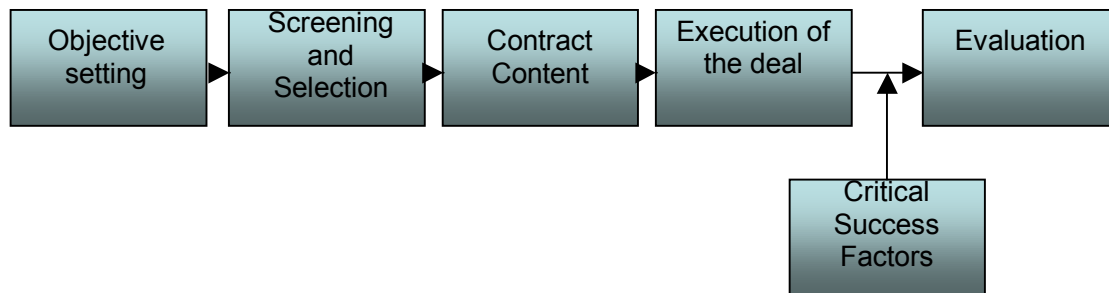 Objective
setting
Screening
and
Selection
Contract
Content
Execution of
the deal
Evaluation
Critical
Success
Factors